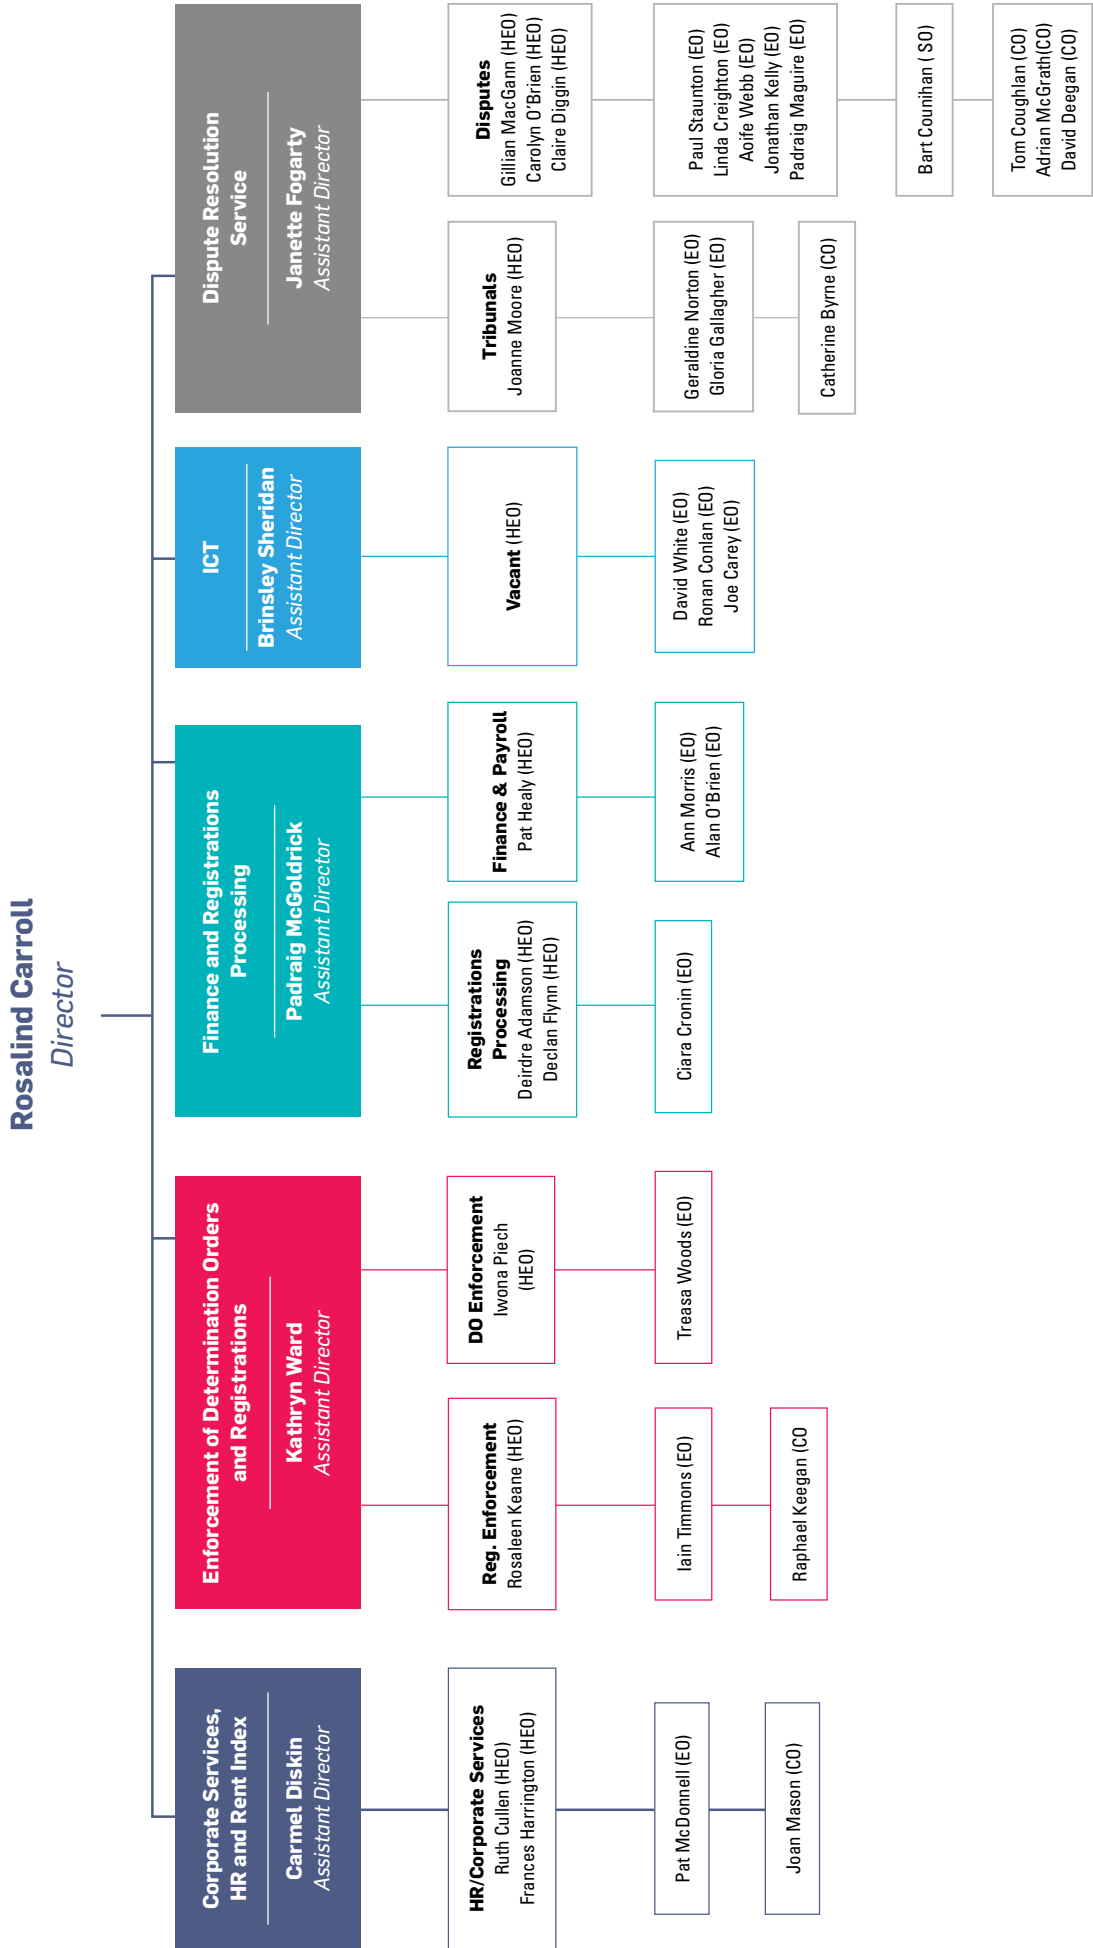 Rosalind Carroll
Director
Corporate Services,
HR and Rent Index
Carmel Diskin
Assistant Director
HR/Corporate Services
Ruth Cullen (HEO)
Frances Harrington (HEO)
Pat McDonnell (EO)
Joan Mason (CO)
Enforcement of Determination Orders
and Registrations
Kathryn Ward
Assistant Director
Reg. Enforcement
Rosaleen Keane (HEO)
Iain Timmons (EO)
Raphael Keegan (CO
DO Enforcement
Iwona Piech
(HEO)
Treasa Woods (EO)
Finance and Registrations
Processing
Padraig McGoldrick
Assistant Director
Registrations
Processing
Deirdre Adamson (HEO)
Declan Flynn (HEO)
Ciara Cronin (EO)
Finance & Payroll
Pat Healy (HEO)
Ann Morris (EO)
Alan O'Brien (EO)
ICT
Brinsley Sheridan
Assistant Director
Vacant (HEO)
David White (EO)
Ronan Conlan (EO)
Joe Carey (EO)
Dispute Resolution
Service
Janette Fogarty
Assistant Director
Tribunals
Joanne Moore (HEO)
Geraldine Norton (EO)
Gloria Gallagher (EO)
Catherine Byrne (CO)
Disputes
Gillian MacGann (HEO)
Carolyn O'Brien (HEO)
Claire Diggin (HEO)
Paul Staunton (EO)
Linda Creighton (EO)
Aoife Webb (EO)
Jonathan Kelly (EO)
Padraig Maguire (EO)
Bart Counihan ( SO)
Tom Coughlan (CO)
Adrian McGrath(CO)
David Deegan (CO)